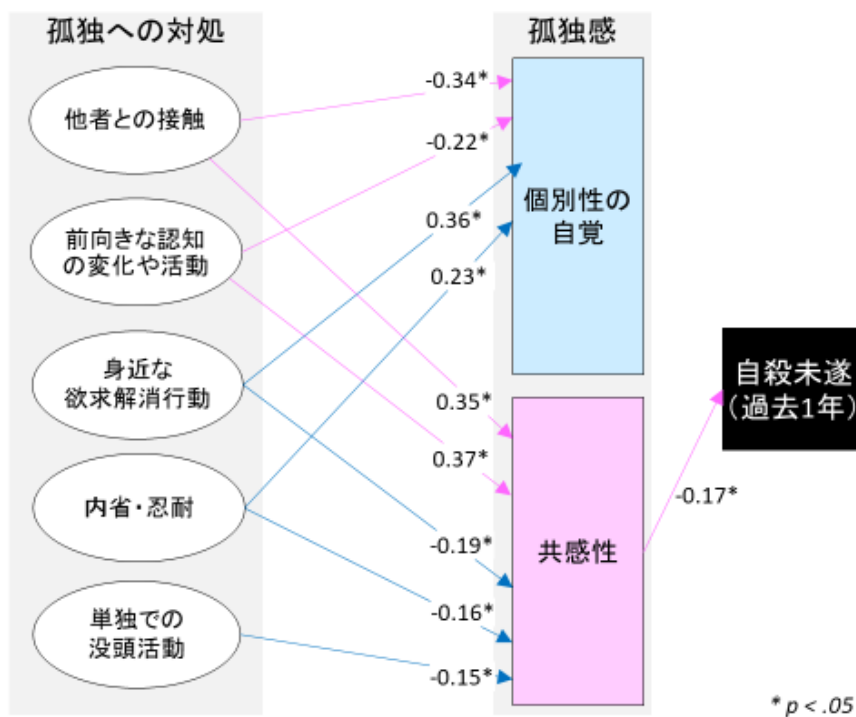 孤独への対処
孤独感
他者との接触
前向きな認知
の変化や活動
身近な
欲求解消行動
内省・忍耐
単独での
没頭活動
-0.34*
-0.22*
0.36*
0.23*
0.35*
0.37*
-0.19*
-0.16*
-0.15*
個別性の
自覚
共感性
-0.17*
自殺未遂
(過去1年)
* p < .05